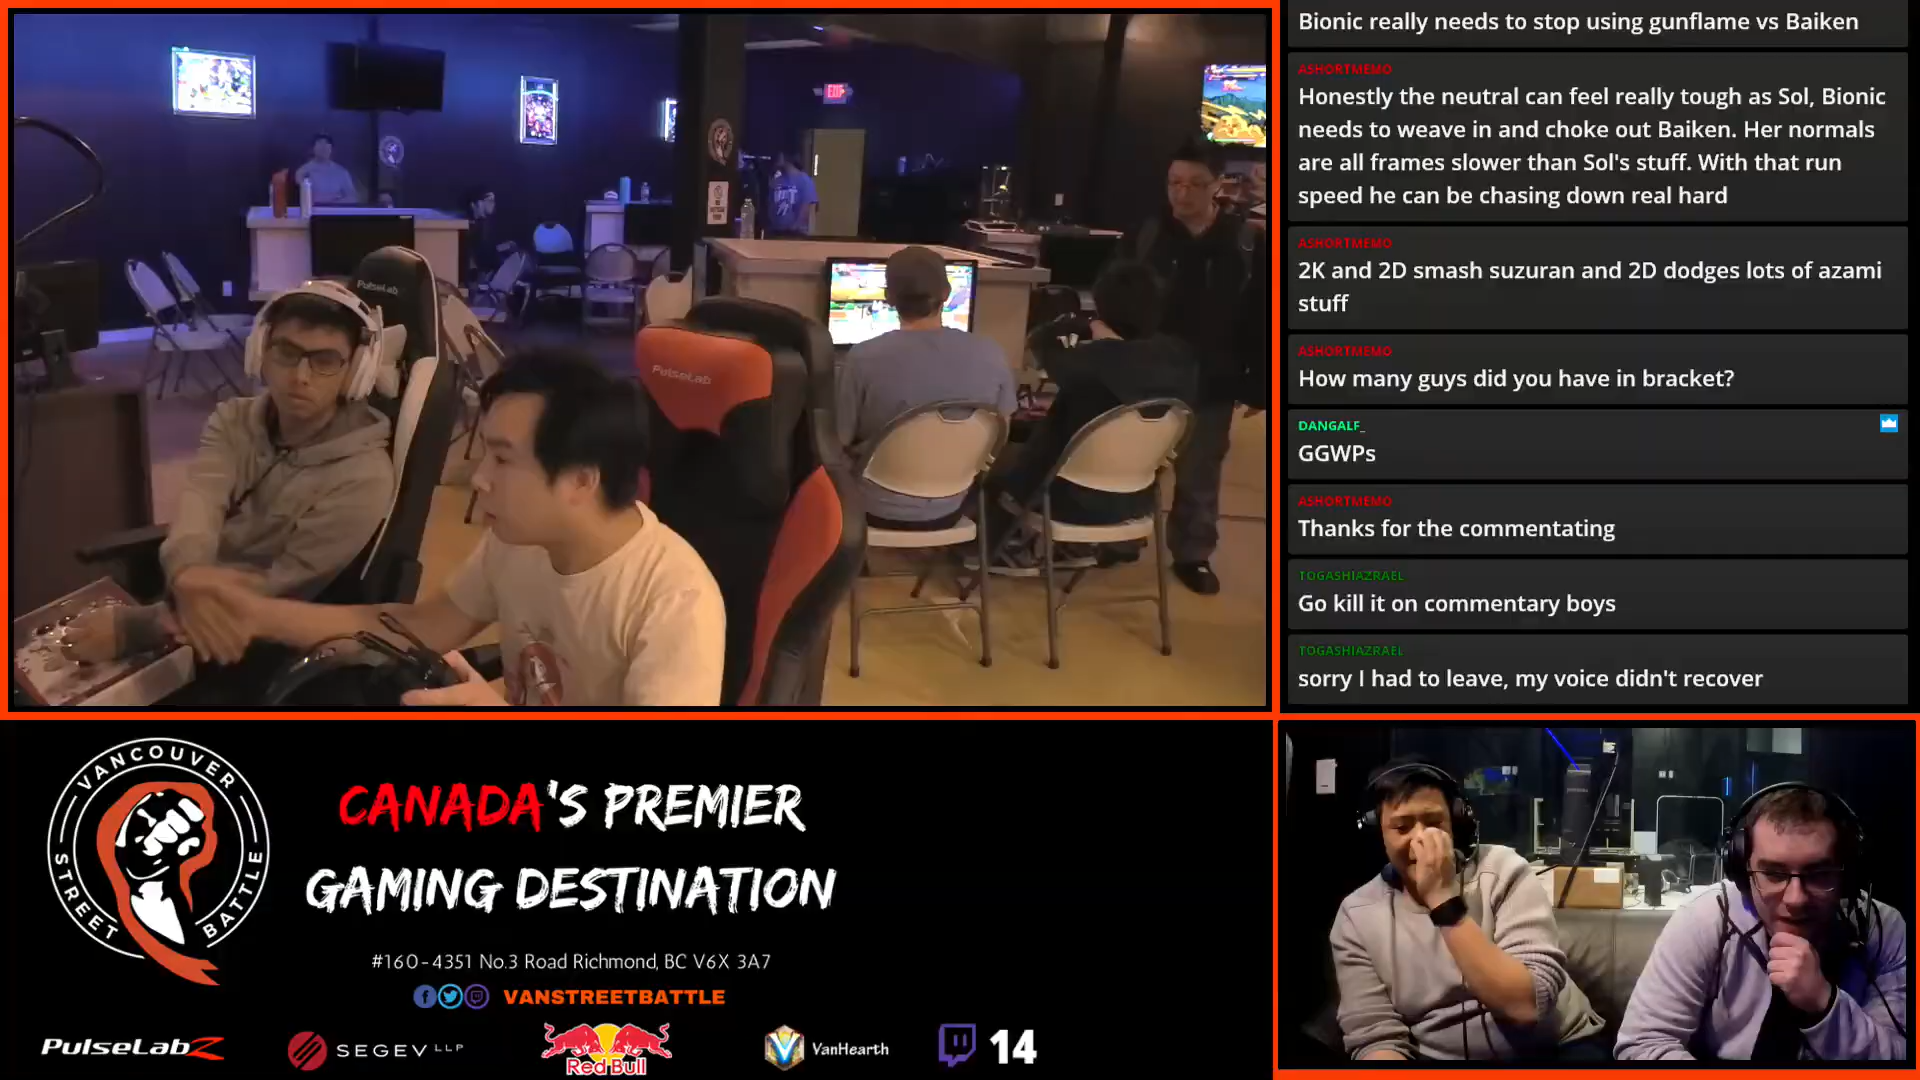 EXIT
PulseLab
PulseLab
Bionic really needs to stop using gunflame vs Baiken
ASHORTMEMO
Honestly the neutral can feel really tough as Sol, Bionic
needs to weave in and choke out Baiken. Her normals
are all frames slower than Sol's stuff. With that run
speed he can be chasing down real hard
ASHORTMEMO
2K and 2D smash suzuran and 2D dodges lots of azami
stuff
ASHORTMEMO
How many guys did you have in bracket?
DANGALF_
GGWPs
ASHORTMEMO
Thanks for the commentating
TOGASHIAZRAEL
Go kill it on commentary boys
TOGASHIAZRAEL
sorry I had to leave, my voice didn't recover
VANCOUVER
STREET BATTLE
CANADA'S PREMIER
GAMING DESTINATION
#160-4351 No.3 Road Richmond, BC V6X 3A7
VANSTREETBATTLE
PulseLabz
SEGEV LLP
Red Bull
VanHearth
14